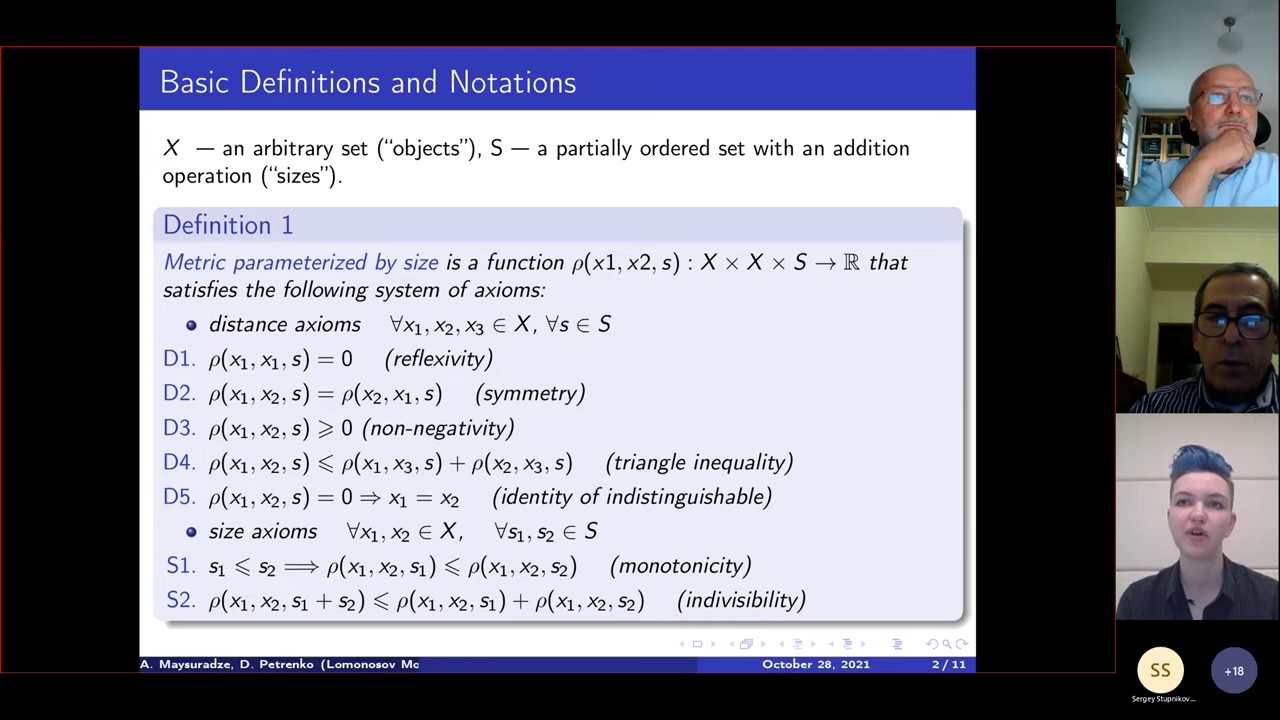 Basic Definitions and Notations
X — an arbitrary set (“objects”), S — a partially ordered set with an addition
operation (“sizes”).
Definition 1
Metric parameterized by size is a function ρ(x1, x2, s) : X × X × S → ℝ that
satisfies the following system of axioms:
• distance axioms ∀x₁, x₂, x₃ ∈ X, ∀s ∈ S
D1. ρ(x₁, x₁, s) = 0 (reflexivity)
D2. ρ(x₁, x₂, s) = ρ(x₂, x₁, s) (symmetry)
D3. ρ(x₁, x₂, s) ⩾ 0 (non-negativity)
D4. ρ(x₁, x₂, s) ⩽ ρ(x₁, x₃, s) + ρ(x₂, x₃, s) (triangle inequality)
D5. ρ(x₁, x₂, s) = 0 ⇒ x₁ = x₂ (identity of indistinguishable)
• size axioms ∀x₁, x₂ ∈ X, ∀s₁, s₂ ∈ S
S1. s₁ ⩽ s₂ ⟹ ρ(x₁, x₂, s₁) ⩽ ρ(x₁, x₂, s₂) (monotonicity)
S2. ρ(x₁, x₂, s₁ + s₂) ⩽ ρ(x₁, x₂, s₁) + ρ(x₁, x₂, s₂) (indivisibility)
A. Maysuradze, D. Petrenko (Lomonosov Mc
October 28, 2021
2 / 11
SS
Sergey Stupnikov...
+18